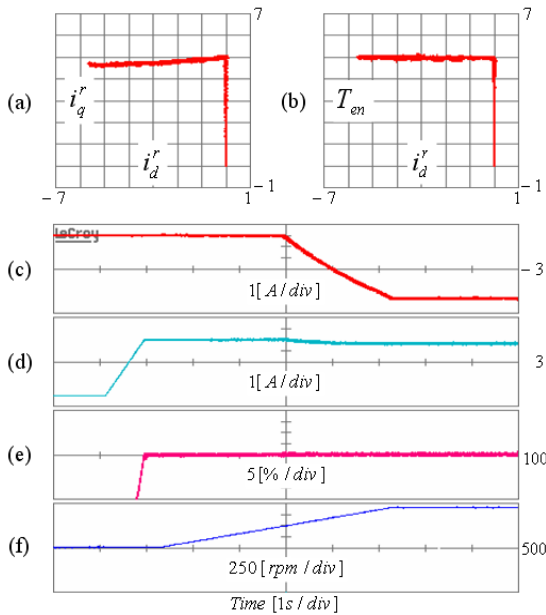 7
7
(a)
i_q^r
(b)
T_en
i_d^r
i_d^r
-1
-1
-7
1
-7
1
LeCroy
(c)
-3
1[A/div]
(d)
3
1[A/div]
(e)
100
5[%/div]
(f)
500
250[rpm/div]
Time [1s/div]